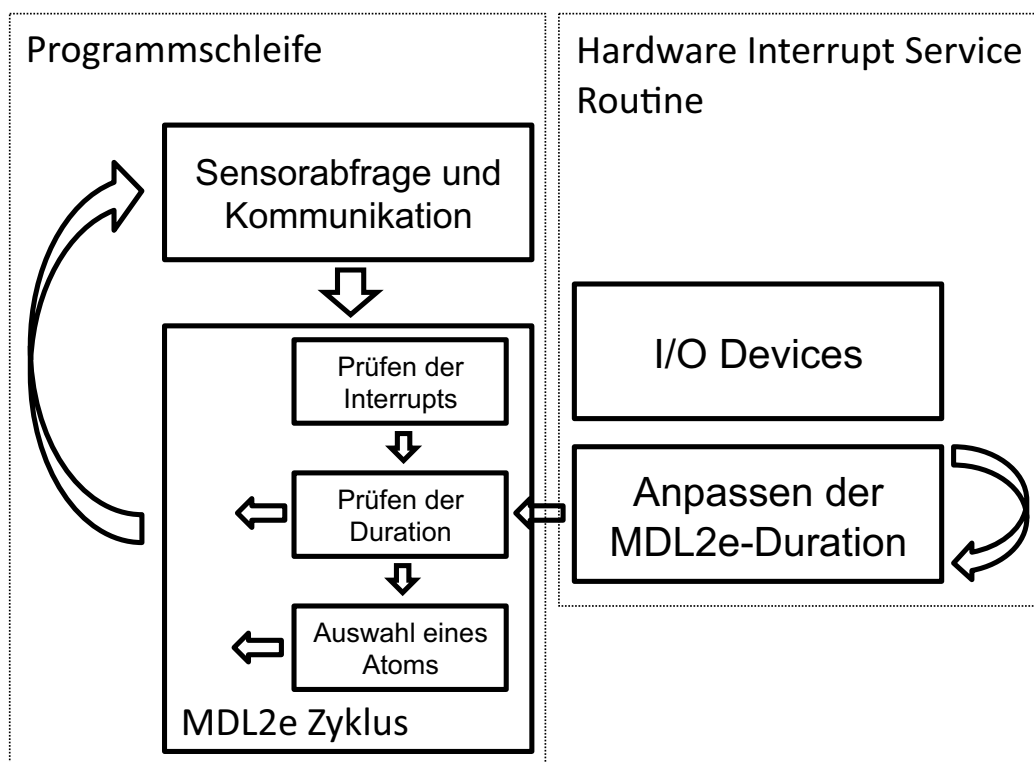 Programmschleife
Sensorabfrage und
Kommunikation
Prüfen der
Interrupts
Prüfen der
Duration
Auswahl eines
Atoms
MDL2e Zyklus
Hardware Interrupt Service
Routine
I/O Devices
Anpassen der
MDL2e-Duration